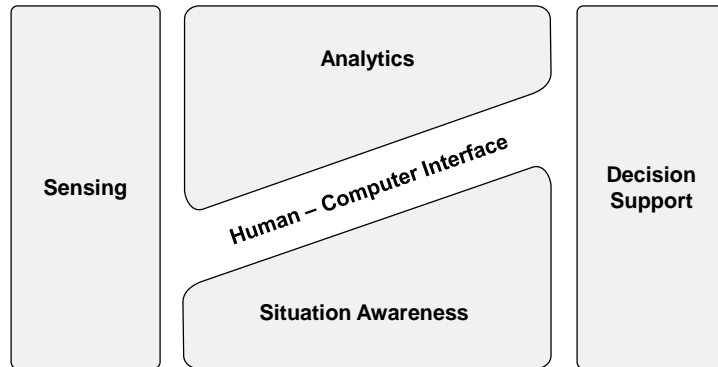 Sensing
Analytics
Human – Computer Interface
Situation Awareness
Decision
Support